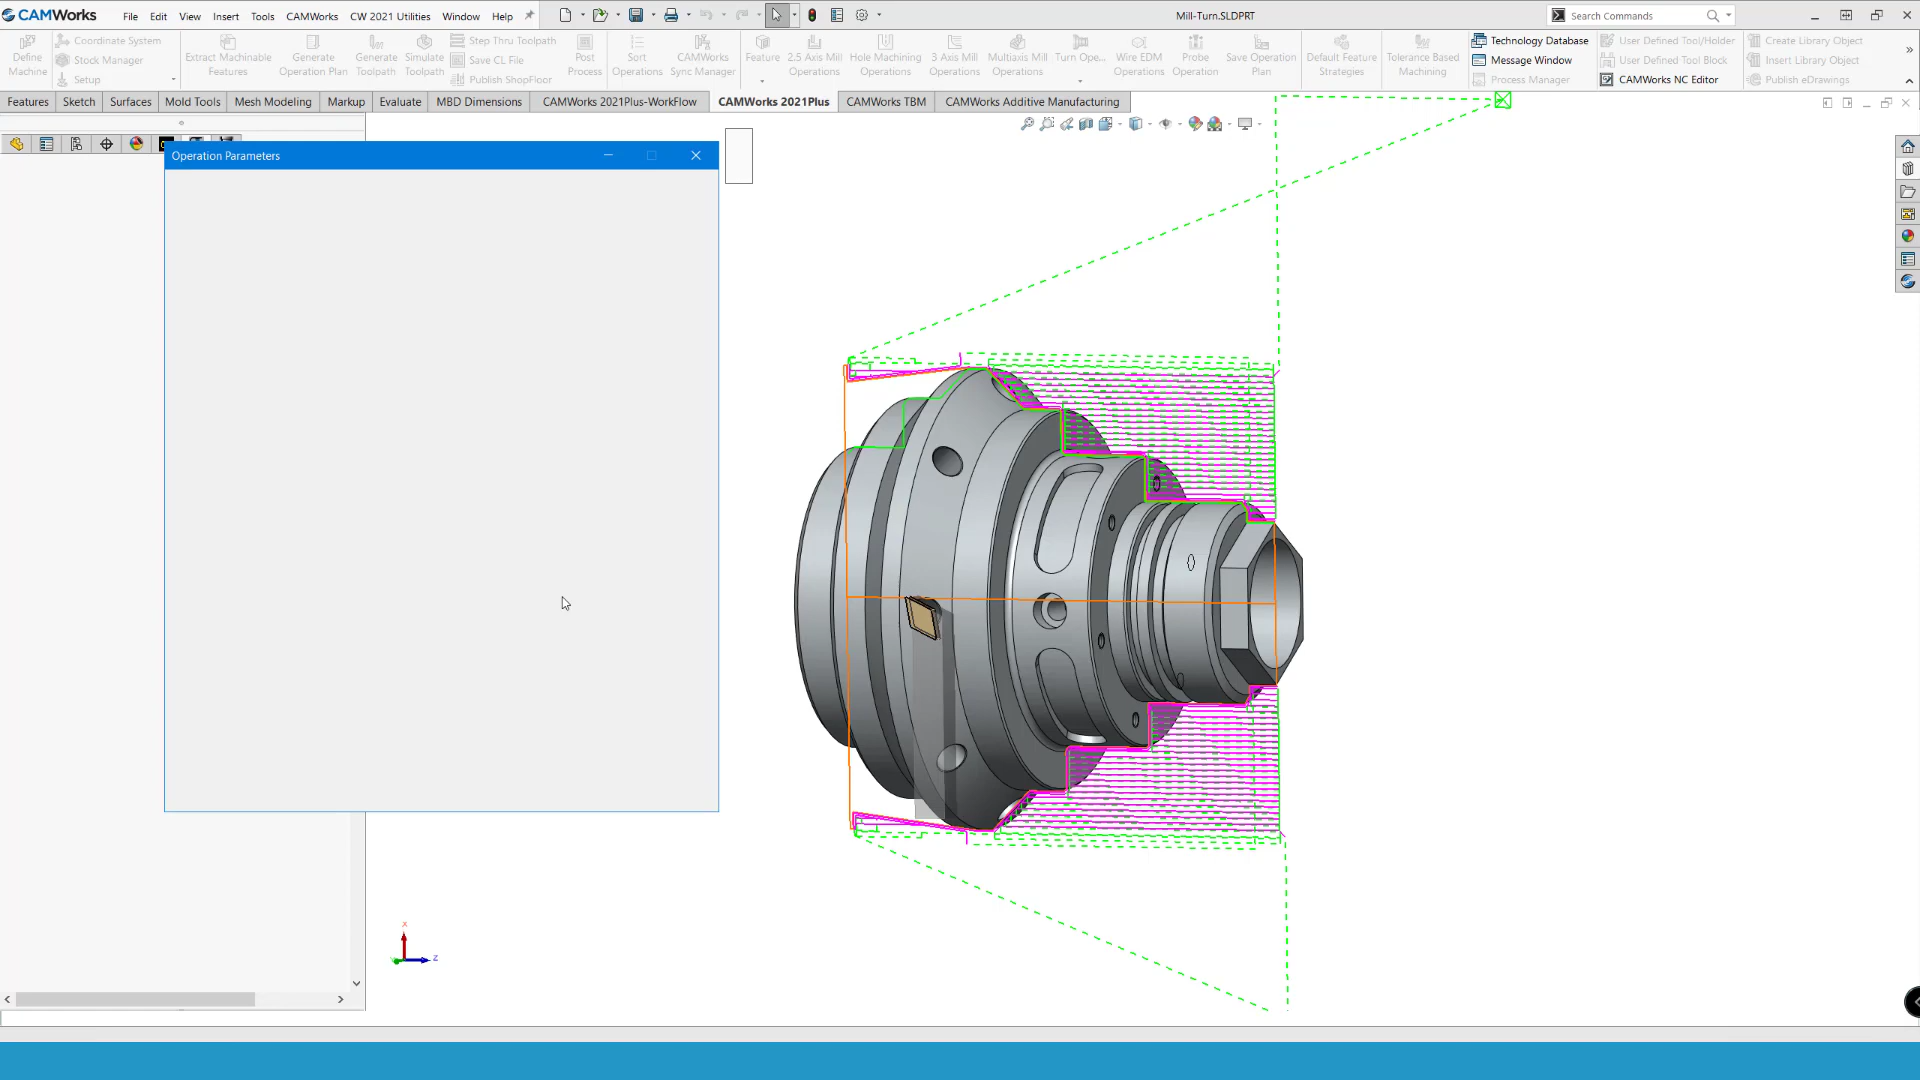 CAMWorks File Edit View Insert Tools CAMWorks CW 2021 Utilities Window Help Mill-Turn.SLDPRT Search Commands
Define Machine
Coordinate System
Stock Manager
Setup
Extract Machinable Features
Generate Operation Plan
Generate Toolpath
Simulate Toolpath
Step Thru Toolpath
Save CL File
Publish ShopFloor
Post Process
Sort Operations
CAMWorks Sync Manager
Feature
2.5 Axis Mill Operations
Hole Machining Operations
3 Axis Mill Operations
Multiaxis Mill Operations
Turn Ope...
Wire EDM Operations
Probe Operation
Save Operation Plan
Default Feature Strategies
Tolerance Based Machining
Technology Database
Message Window
Process Manager
User Defined Tool/Holder
User Defined Tool Block
CAMWorks NC Editor
Create Library Object
Insert Library Object
Publish eDrawings
Features Sketch Surfaces Mold Tools Mesh Modeling Markup Evaluate MBD Dimensions CAMWorks 2021Plus-WorkFlow CAMWorks 2021Plus CAMWorks TBM CAMWorks Additive Manufacturing
Operation Parameters
X
Z